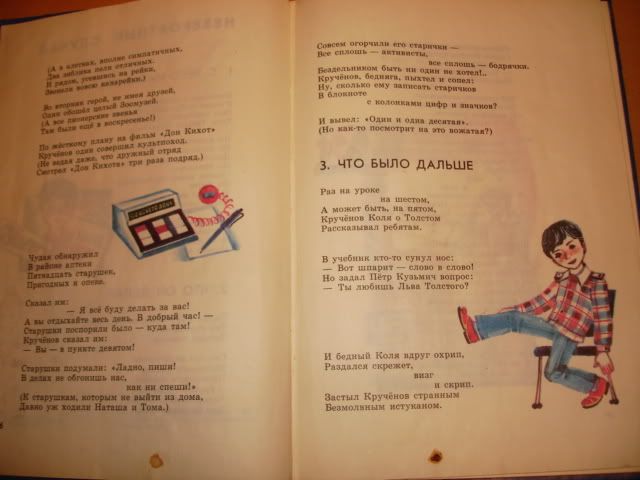 (А в клетках, вполне симпатичных,
Два зяблика пели отличных.
И рядом, усевшись на рейки,
Звенели вовсю канарейки.)
Во вторник герой, не имея друзей,
Один обошёл целый Зоомузей.
(А все пионерские звенья
Там были ещё в воскресенье!)
По жёсткому плану на фильм «Дон Кихот»
Кручёнов один совершил культпоход.
(Не ведая даже, что дружный отряд
Смотрел «Дон Кихота» три раза подряд.)
Чудак обнаружил
В районе аптеки
Пятнадцать старушек,
Пригодных к опеке.
Сказал им:
— Я всё буду делать за вас!
А вы отдыхайте весь день. В добрый час! —
Старушки поспорили было — куда там!
Кручёнов сказал им:
— Вы — в пункте девятом!
Старушки подумали: «Ладно, пиши!
В делах не обгонишь нас,
как ни спеши!»
(К старушкам, которым не выйти из дома,
Давно уж ходили Наташа и Тома.)
6
Совсем огорчили его старички —
Все сплошь — активисты,
все сплошь — бодрячки.
Бездельником быть ни один не хотел!..
Кручёнов, бедняга, пыхтел и сопел:
Ну, сколько ему записать старичков
В блокноте
с колонками цифр и значков?
И вывел: «Один и одна десятая».
(Но как-то посмотрит на это вожатая?)
3. ЧТО БЫЛО ДАЛЬШЕ
Раз на уроке
на шестом,
А может быть, на пятом,
Кручёнов Коля о Толстом
Рассказывал ребятам.
В учебник кто-то сунул нос:
— Вот шпарит — слово в слово!
Но задал Пётр Кузьмич вопрос:
— Ты любишь Льва Толстого?
И бедный Коля вдруг охрип,
Раздался скрежет,
визг
и скрип.
Застыл Кручёнов странным
Безмолвным истуканом.